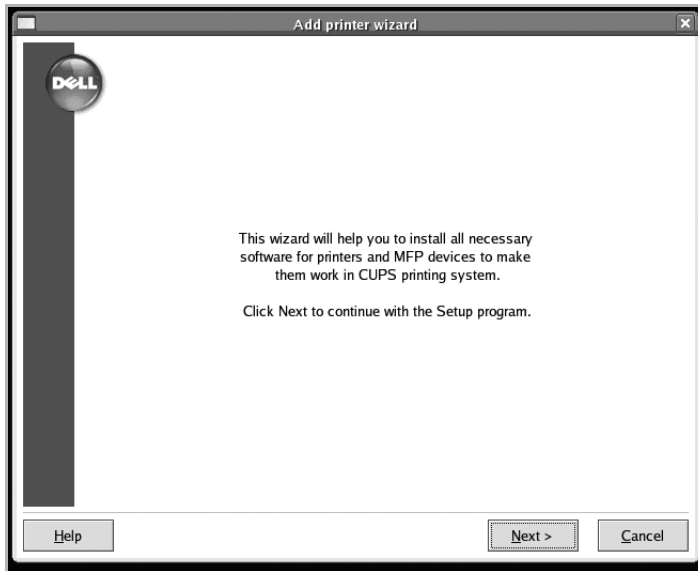 Add printer wizard
DELL
This wizard will help you to install all necessary
software for printers and MFP devices to make
them work in CUPS printing system.
Click Next to continue with the Setup program.
Help
Next >
Cancel